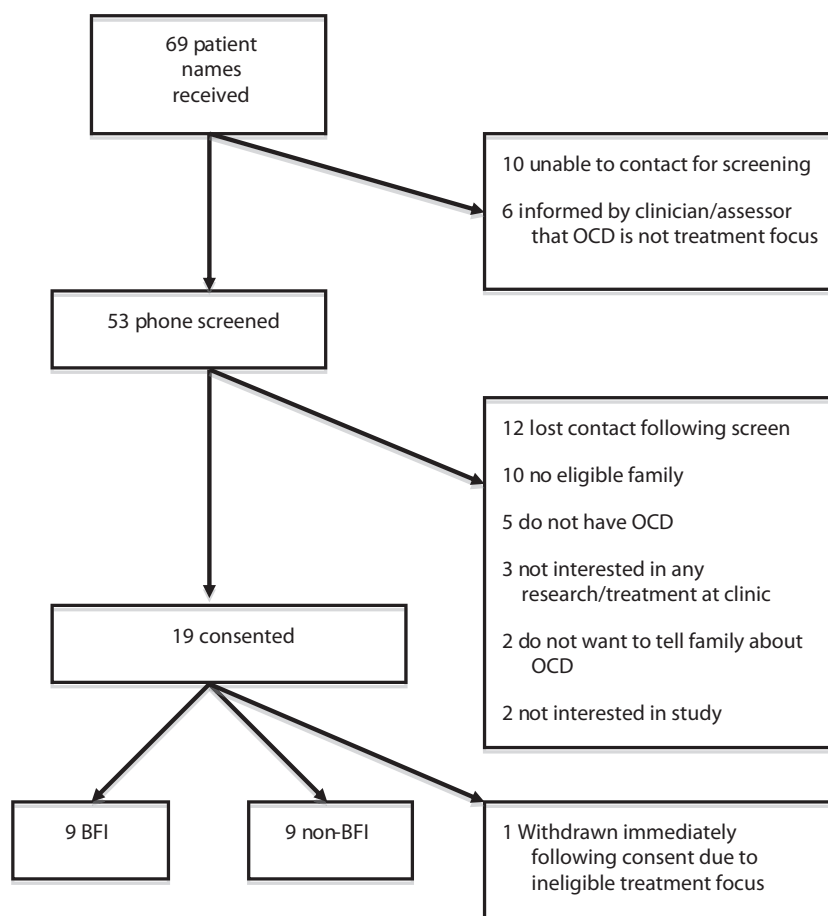 69 patient
names
received
10 unable to contact for screening
6 informed by clinician/assessor
that OCD is not treatment focus
53 phone screened
12 lost contact following screen
10 no eligible family
5 do not have OCD
3 not interested in any
research/treatment at clinic
2 do not want to tell family about
OCD
2 not interested in study
19 consented
9 BFI
9 non-BFI
1 Withdrawn immediately
following consent due to
ineligible treatment focus